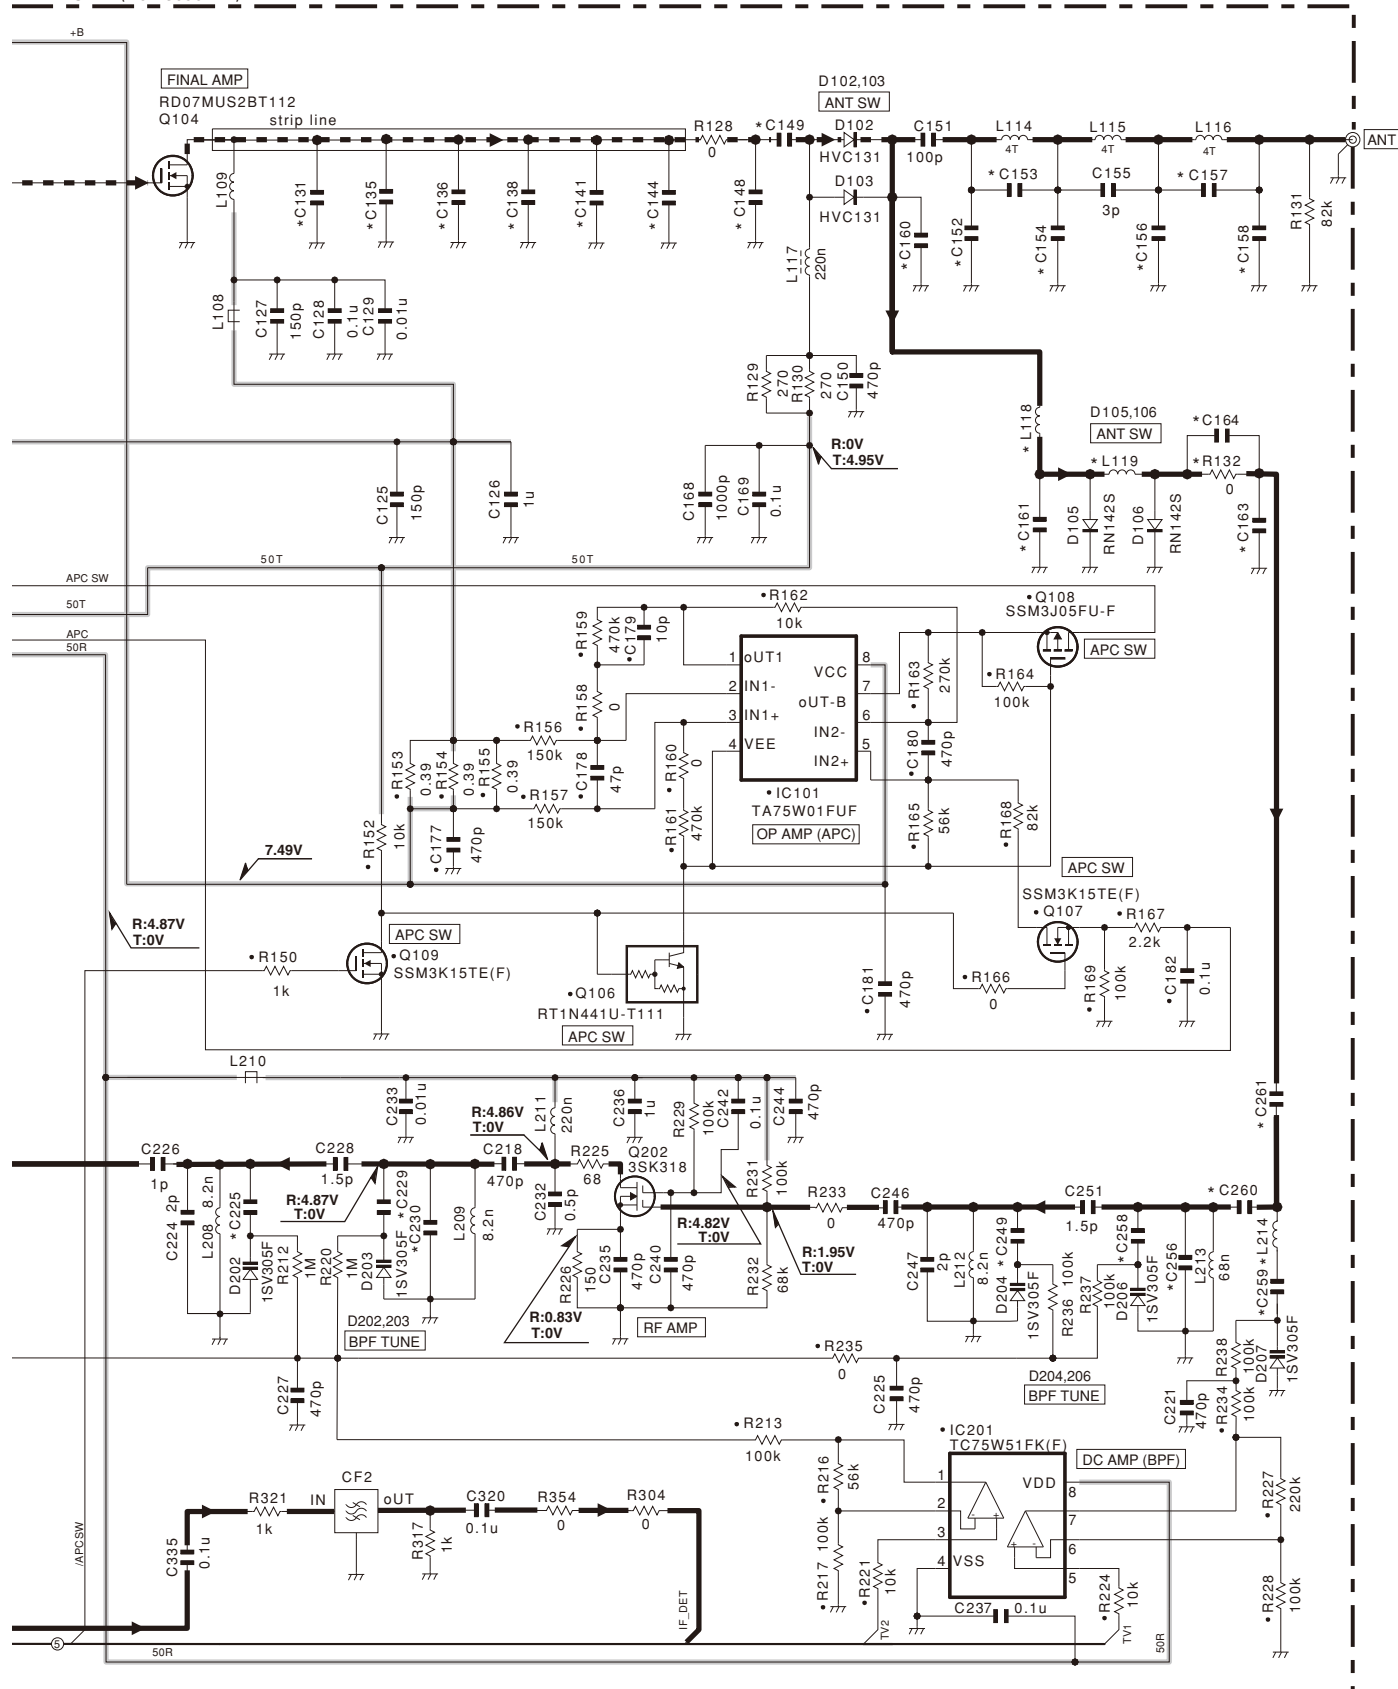 +B
FINAL AMP
RD07MUS2BT112
Q104
strip line
L109
*C131
*C135
*C136
*C138
*C141
*C144
R128
0
*C148
*C149
D102,103
ANT SW
D102
HVC131
D103
HVC131
C151
100p
L114
4T
L115
4T
L116
4T
ANT
*C153
C155
3p
*C157
R131
82k
*C160
*C152
*C154
*C156
*C158
L117
220n
L108
C127
150p
C128
0.1u
C129
0.01u
R129
270
R130
270
C150
470p
*L118
D105,106
ANT SW
*C164
*L119
*R132
0
R:0V
T:4.95V
C125
150p
C126
1u
C168
1000p
C169
0.1u
*C161
D105
RN142S
D106
RN142S
*C163
50T
50T
APC SW
50T
APC
50R
•R159
470k
•C179
10p
•R162
10k
•Q108
SSM3J05FU-F
APC SW
1 oUT1
2 IN1-
3 IN1+
4 VEE
VCC 8
oUT-B 7
IN2- 6
IN2+ 5
•R158
0
•R163
270k
•R164
100k
•R156
150k
•R153
0.39
•R154
0.39
•R155
0.39
•C178
47p
•R160
0
•C180
470p
•R157
150k
•IC101
TA75W01FUF
OP AMP (APC)
•R161
470k
•R165
56k
•R168
82k
•R152
10k
•C177
470p
7.49V
APC SW
SSM3K15TE(F)
•Q107
•R167
2.2k
R:4.87V
T:0V
•R150
1k
APC SW
•Q109
SSM3K15TE(F)
•Q106
RT1N441U-T111
APC SW
•C181
470p
•R166
0
•R169
100k
•C182
0.1u
L210
C233
0.01u
R:4.86V
T:0V
L211
220n
C236
1u
R229
100k
C242
0.1u
C244
470p
*C261
C226
1p
C228
1.5p
C218
470p
R225
68
Q202
3SK318
R231
100k
R233
0
C246
470p
C251
1.5p
*C260
C224
2p
L208
8.2n
*C225
D202
1SV305F
R212
1M
R:4.87V
T:0V
R220
1M
*C229
D203
1SV305F
*C230
L209
8.2n
C232
0.5p
R226
150
C235
470p
C240
470p
R:4.82V
T:0V
R232
68k
R:1.95V
T:0V
C247
2p
L212
8.2n
*C249
D204
1SV305F
R236
100k
R237
100k
*C258
D206
1SV305F
*C256
L213
68n
*L214
*C259
R:0.83V
T:0V
RF AMP
D202,203
BPF TUNE
•R235
0
D204,206
BPF TUNE
R238
100k
D207
1SV305F
C227
470p
C225
470p
C221
470p
•R234
100k
•R213
100k
•IC201
TC75W51FK(F)
DC AMP (BPF)
•R216
56k
1
2
3
4 VSS
VDD
8
7
6
5
•R227
220k
CF2
IN
oUT
R321
1k
C320
0.1u
R354
0
R304
0
R317
1k
C335
0.1u
/APCSW
•R217
100k
•R221
10k
C237
0.1u
•R224
10k
•R228
100k
IF_DET
TV2
TV1
50R
5
50R